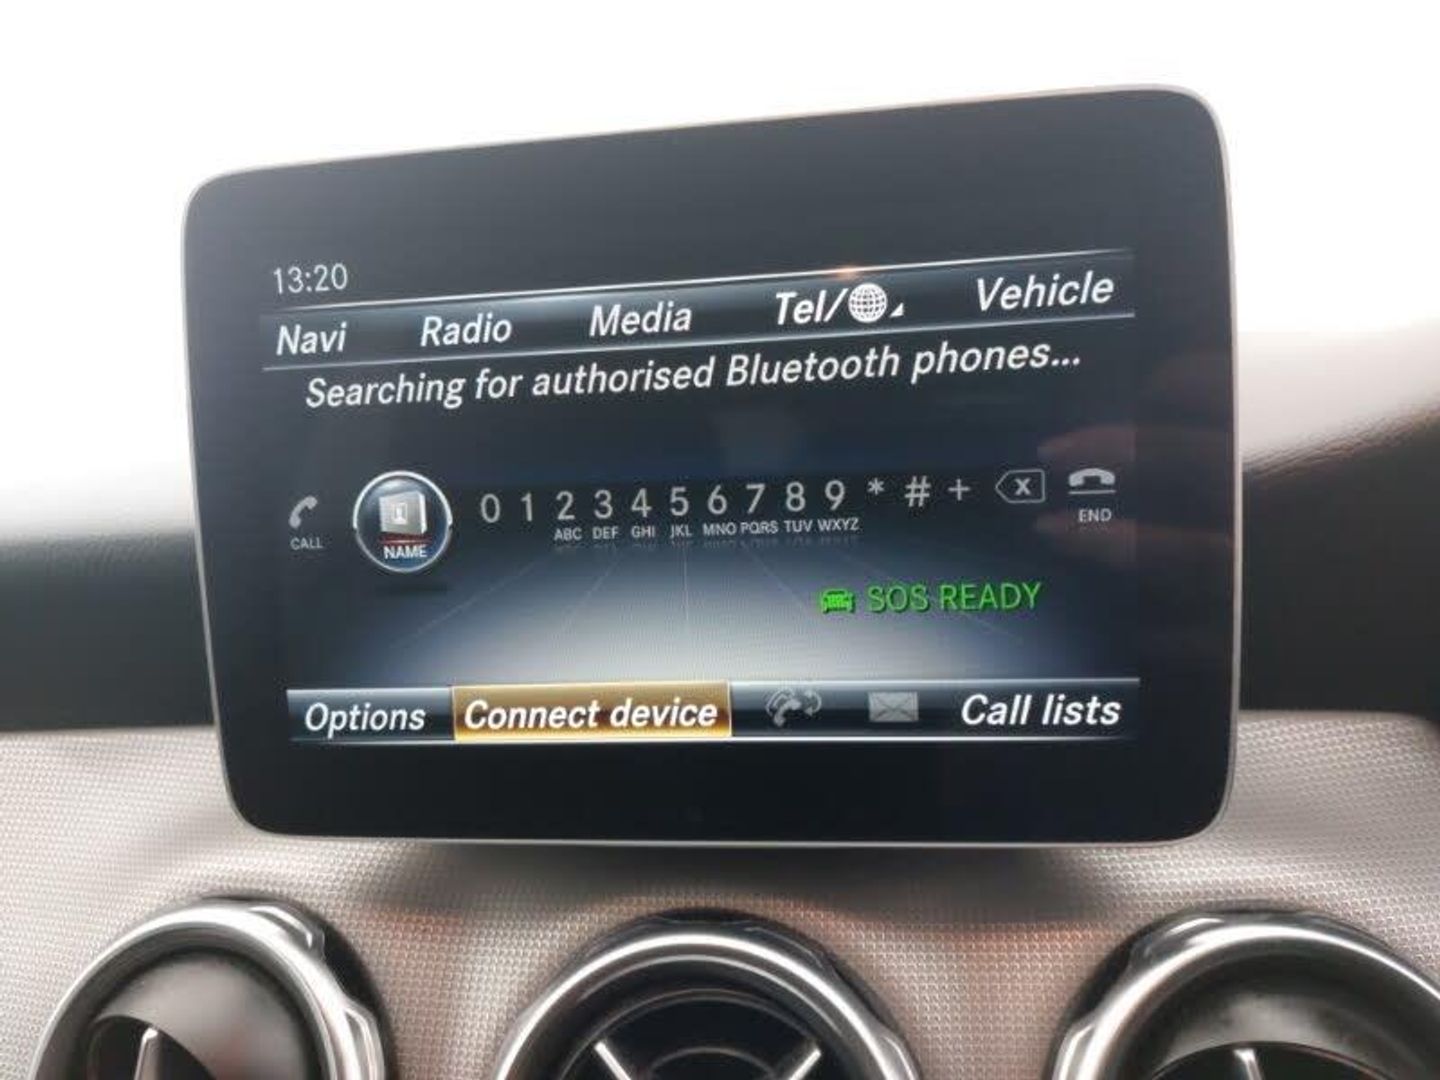 13:20
Navi Radio Media Tel/ Vehicle
Searching for authorised Bluetooth phones...
CALL NAME 0 1 2 3 4 5 6 7 8 9 * # + X END
ABC DEF GHI JKL MNO PQRS TUV WXYZ
SOS READY
Options Connect device Call lists